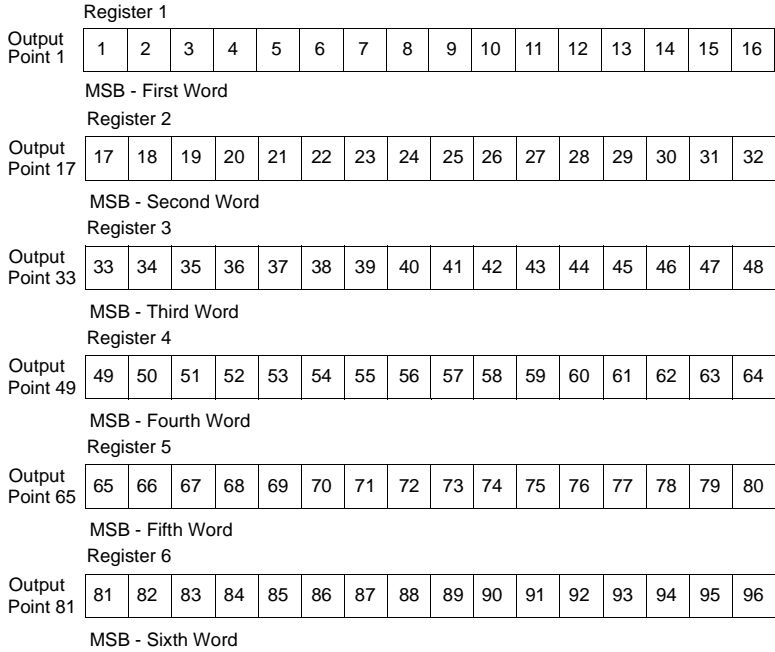 Register 1
Output Point 1
1 2 3 4 5 6 7 8 9 10 11 12 13 14 15 16
MSB - First Word
Register 2
Output Point 17
17 18 19 20 21 22 23 24 25 26 27 28 29 30 31 32
MSB - Second Word
Register 3
Output Point 33
33 34 35 36 37 38 39 40 41 42 43 44 45 46 47 48
MSB - Third Word
Register 4
Output Point 49
49 50 51 52 53 54 55 56 57 58 59 60 61 62 63 64
MSB - Fourth Word
Register 5
Output Point 65
65 66 67 68 69 70 71 72 73 74 75 76 77 78 79 80
MSB - Fifth Word
Register 6
Output Point 81
81 82 83 84 85 86 87 88 89 90 91 92 93 94 95 96
MSB - Sixth Word